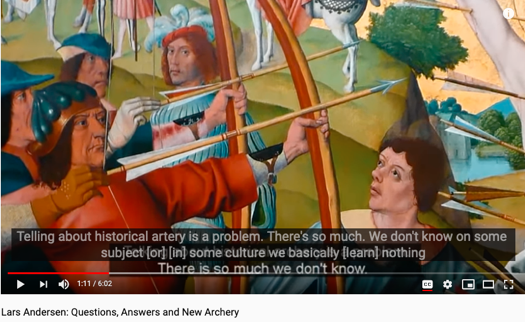 Telling about historical artery is a problem. There's so much. We don't know on some
subject [or] [in] some culture we basically [learn] nothing
There is so much we don't know.
1:11 / 6:02
CC
Lars Andersen: Questions, Answers and New Archery